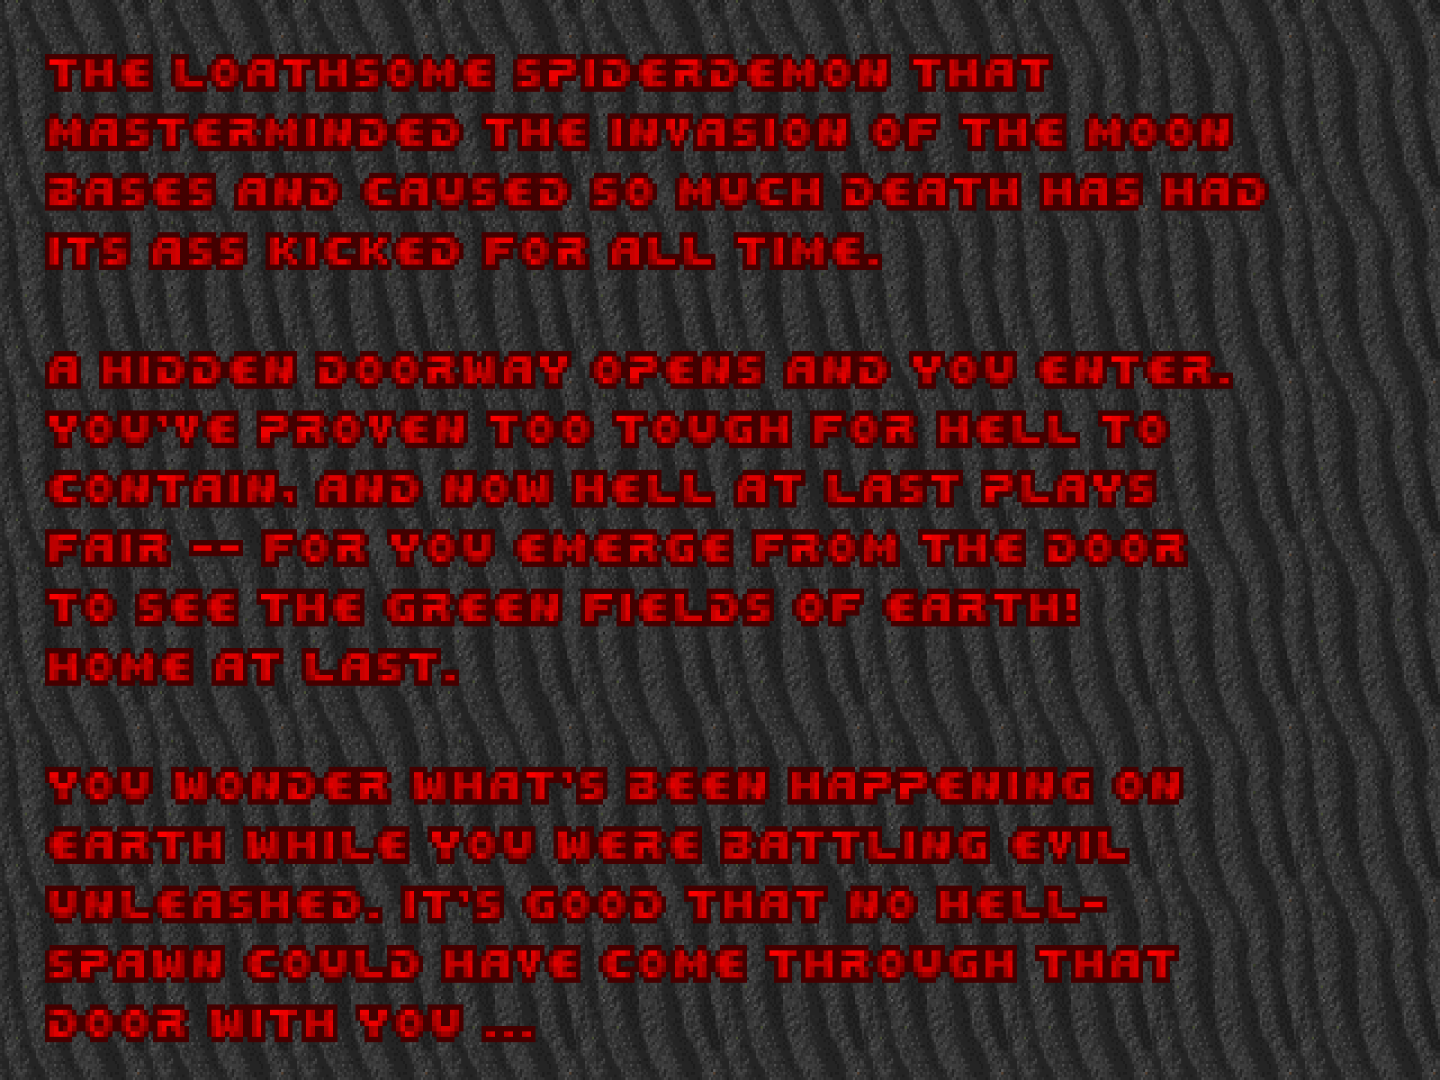 THE LOATHSOME SPIDERDEMON THAT
MASTERMINDED THE INVASION OF THE MOON
BASES AND CAUSED SO MUCH DEATH HAS HAD
ITS ASS KICKED FOR ALL TIME.
A HIDDEN DOORWAY OPENS AND YOU ENTER.
YOU'VE PROVEN TOO TOUGH FOR HELL TO
CONTAIN, AND NOW HELL AT LAST PLAYS
FAIR -- FOR YOU EMERGE FROM THE DOOR
TO SEE THE GREEN FIELDS OF EARTH!
HOME AT LAST.
YOU WONDER WHAT'S BEEN HAPPENING ON
EARTH WHILE YOU WERE BATTLING EVIL
UNLEASHED. IT'S GOOD THAT NO HELL-
SPAWN COULD HAVE COME THROUGH THAT
DOOR WITH YOU ...